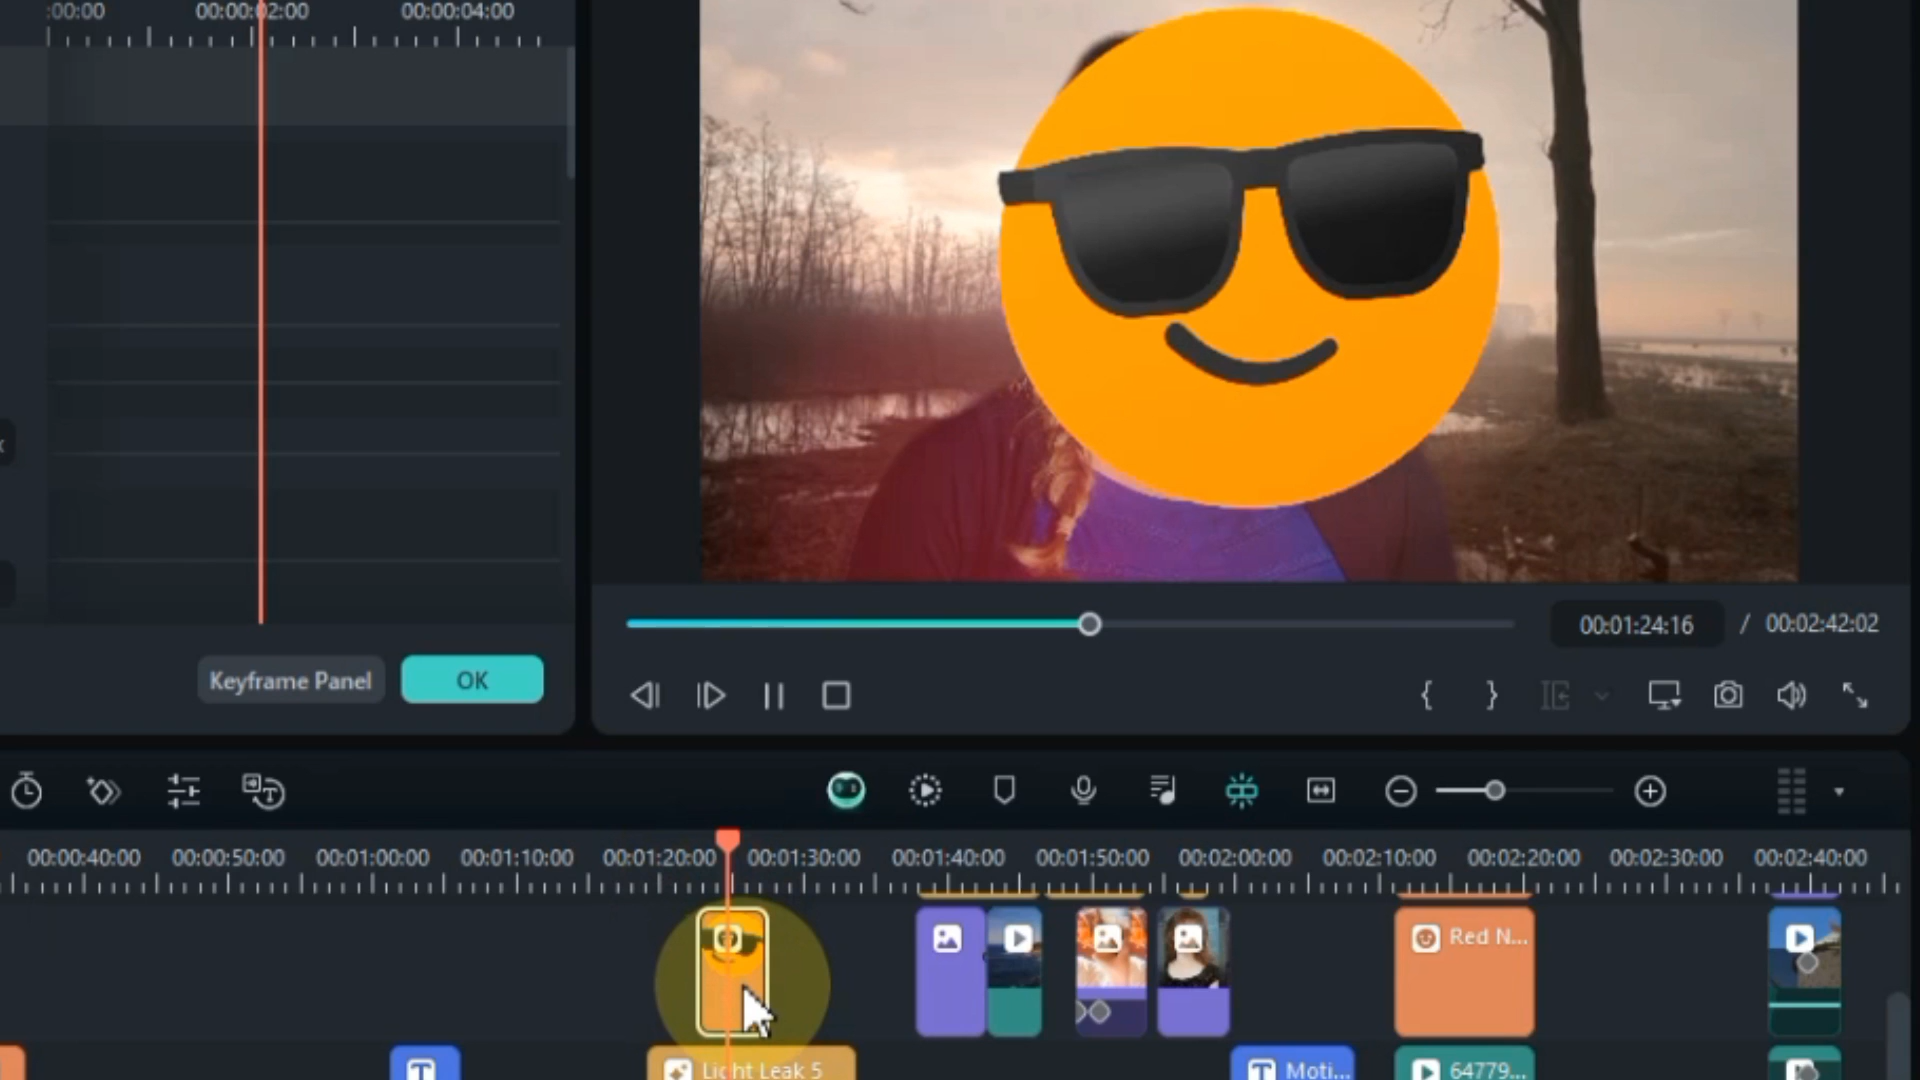 :00:00 00:00:02:00 00:00:04:00
00:01:24:16 / 00:02:42:02
Keyframe Panel OK
{ }
00:00:40:00 00:00:50:00 00:01:00:00 00:01:10:00 00:01:20:00 00:01:30:00 00:01:40:00 00:01:50:00 00:02:00:00 00:02:10:00 00:02:20:00 00:02:30:00 00:02:40:00
Red N...
T Light Leak 5 T Moti... 64779...